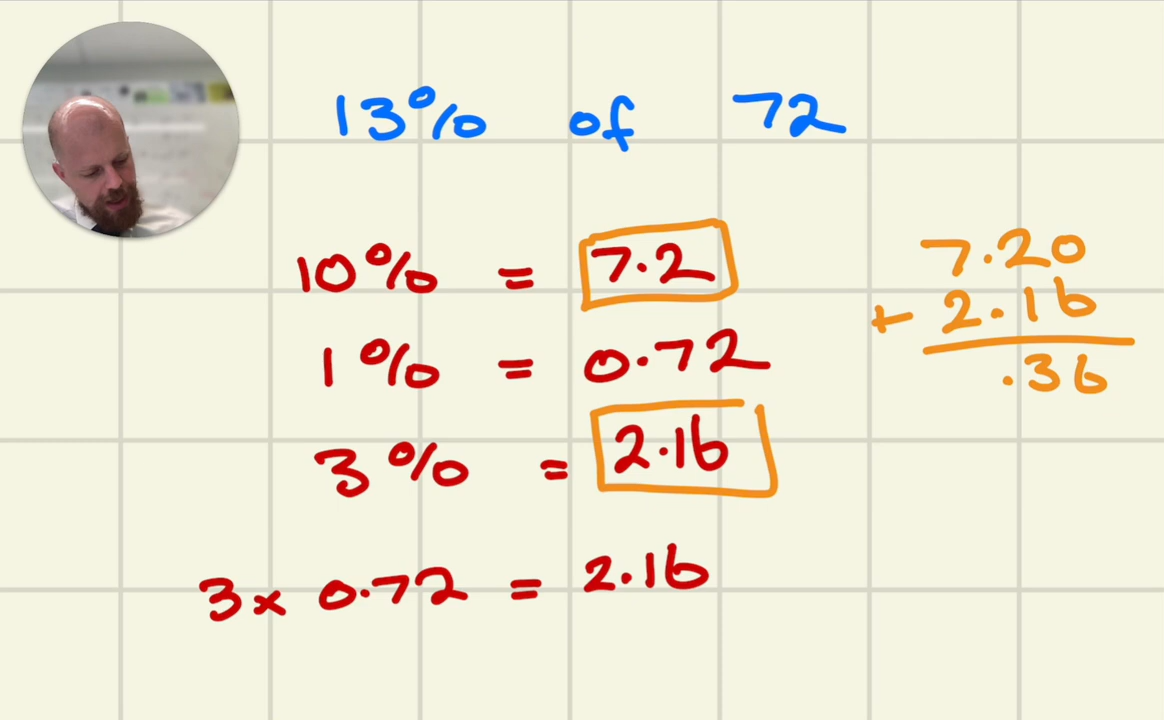 13% of 72
10% = 7.2
1% = 0.72
3% = 2.16
3 x 0.72 = 2.16
7.20
+ 2.16
.36